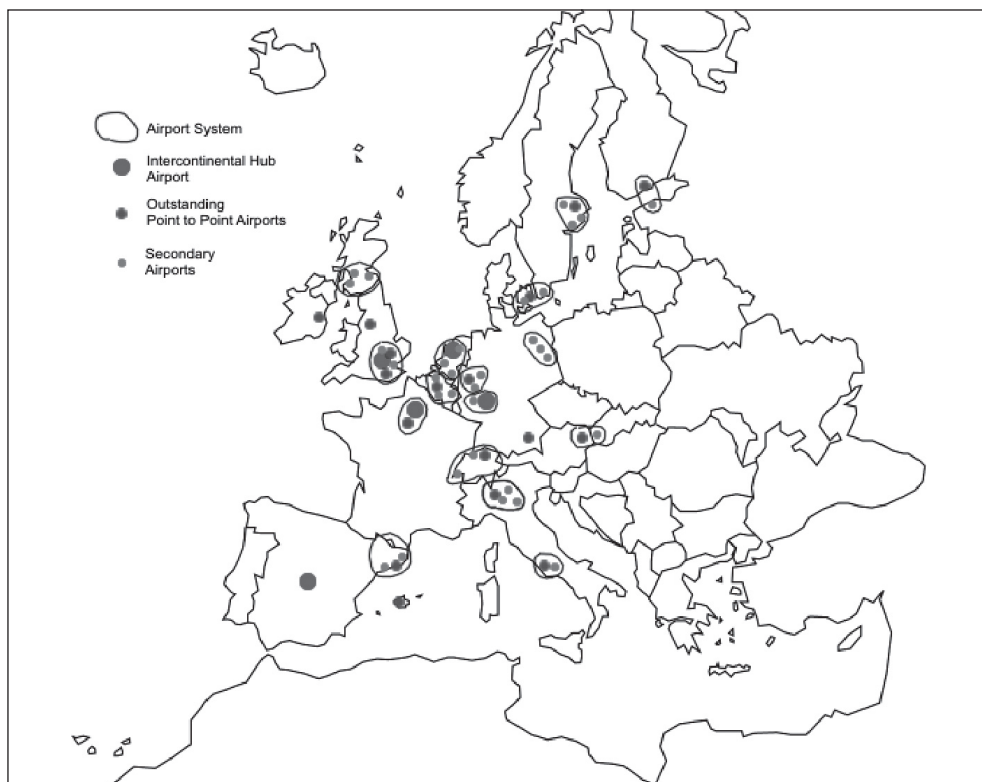 Airport System
Intercontinental Hub
Airport
Outstanding
Point to Point Airports
Secondary
Airports